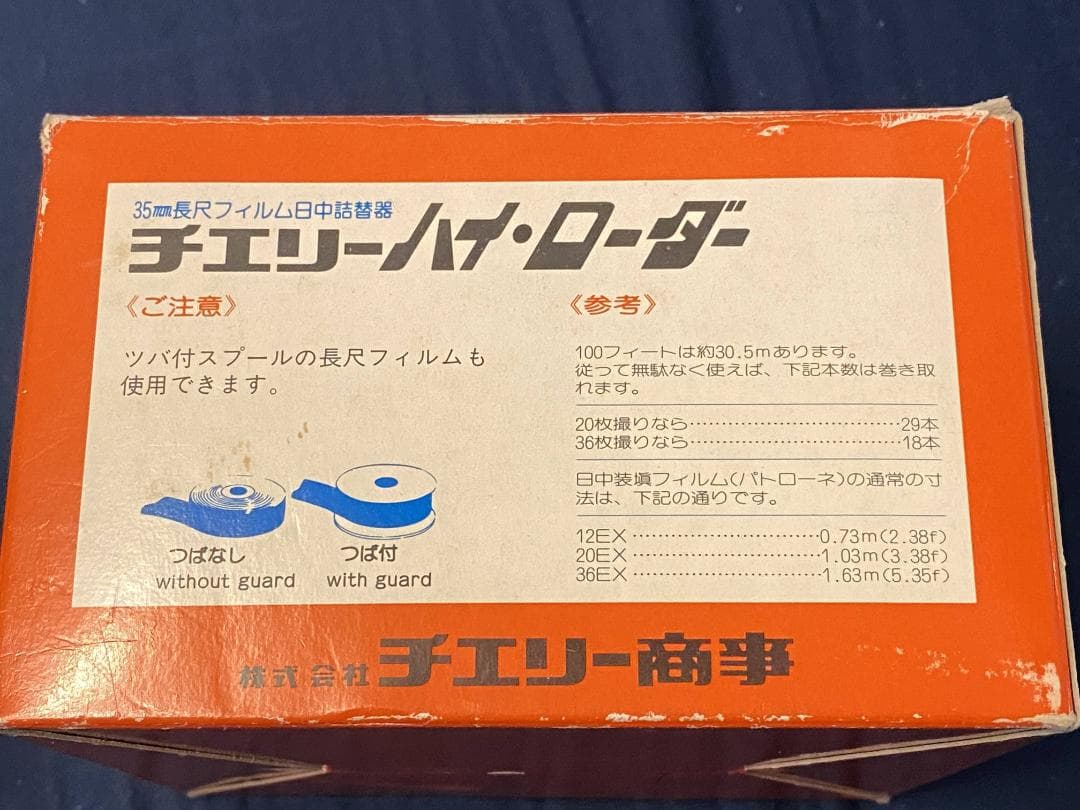 35mm長尺フィルム日中詰替器
チエリーハイ・ローダー
《ご注意》
ツバ付スプールの長尺フィルムも
使用できます。
つばなし
without guard
つば付
with guard
《参考》
100フィートは約30.5mあります。
従って無駄なく使えば、下記本数は巻き取
れます。
20枚撮りなら……………………………29本
36枚撮りなら……………………………18本
日中装塡フィルム(パトローネ)の通常の寸
法は、下記の通りです。
12EX…………………………0.73m(2.38f)
20EX…………………………1.03m(3.38f)
36EX…………………………1.63m(5.35f)
株式会社チエリー商事